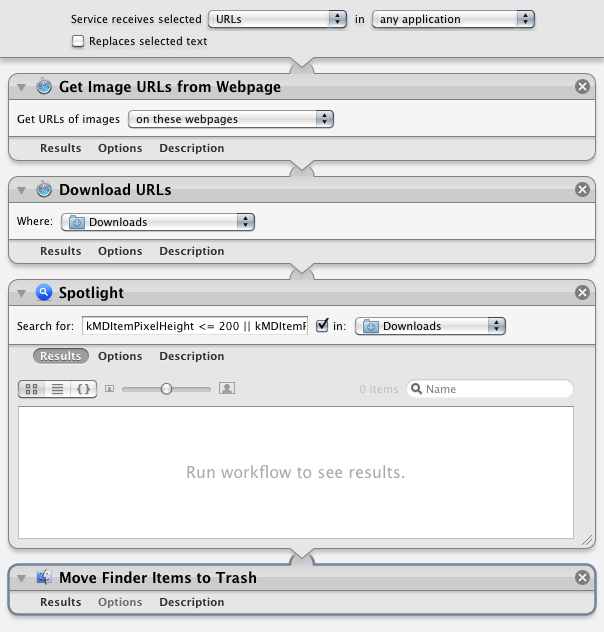 Service receives selected URLs in any application
Replaces selected text
Get Image URLs from Webpage
Get URLs of images on these webpages
Results Options Description
Download URLs
Where: Downloads
Results Options Description
Spotlight
Search for: kMDItemPixelHeight <= 200 || kMDItemP in: Downloads
Results Options Description
{} 0 items Name
Run workflow to see results.
Move Finder Items to Trash
Results Options Description